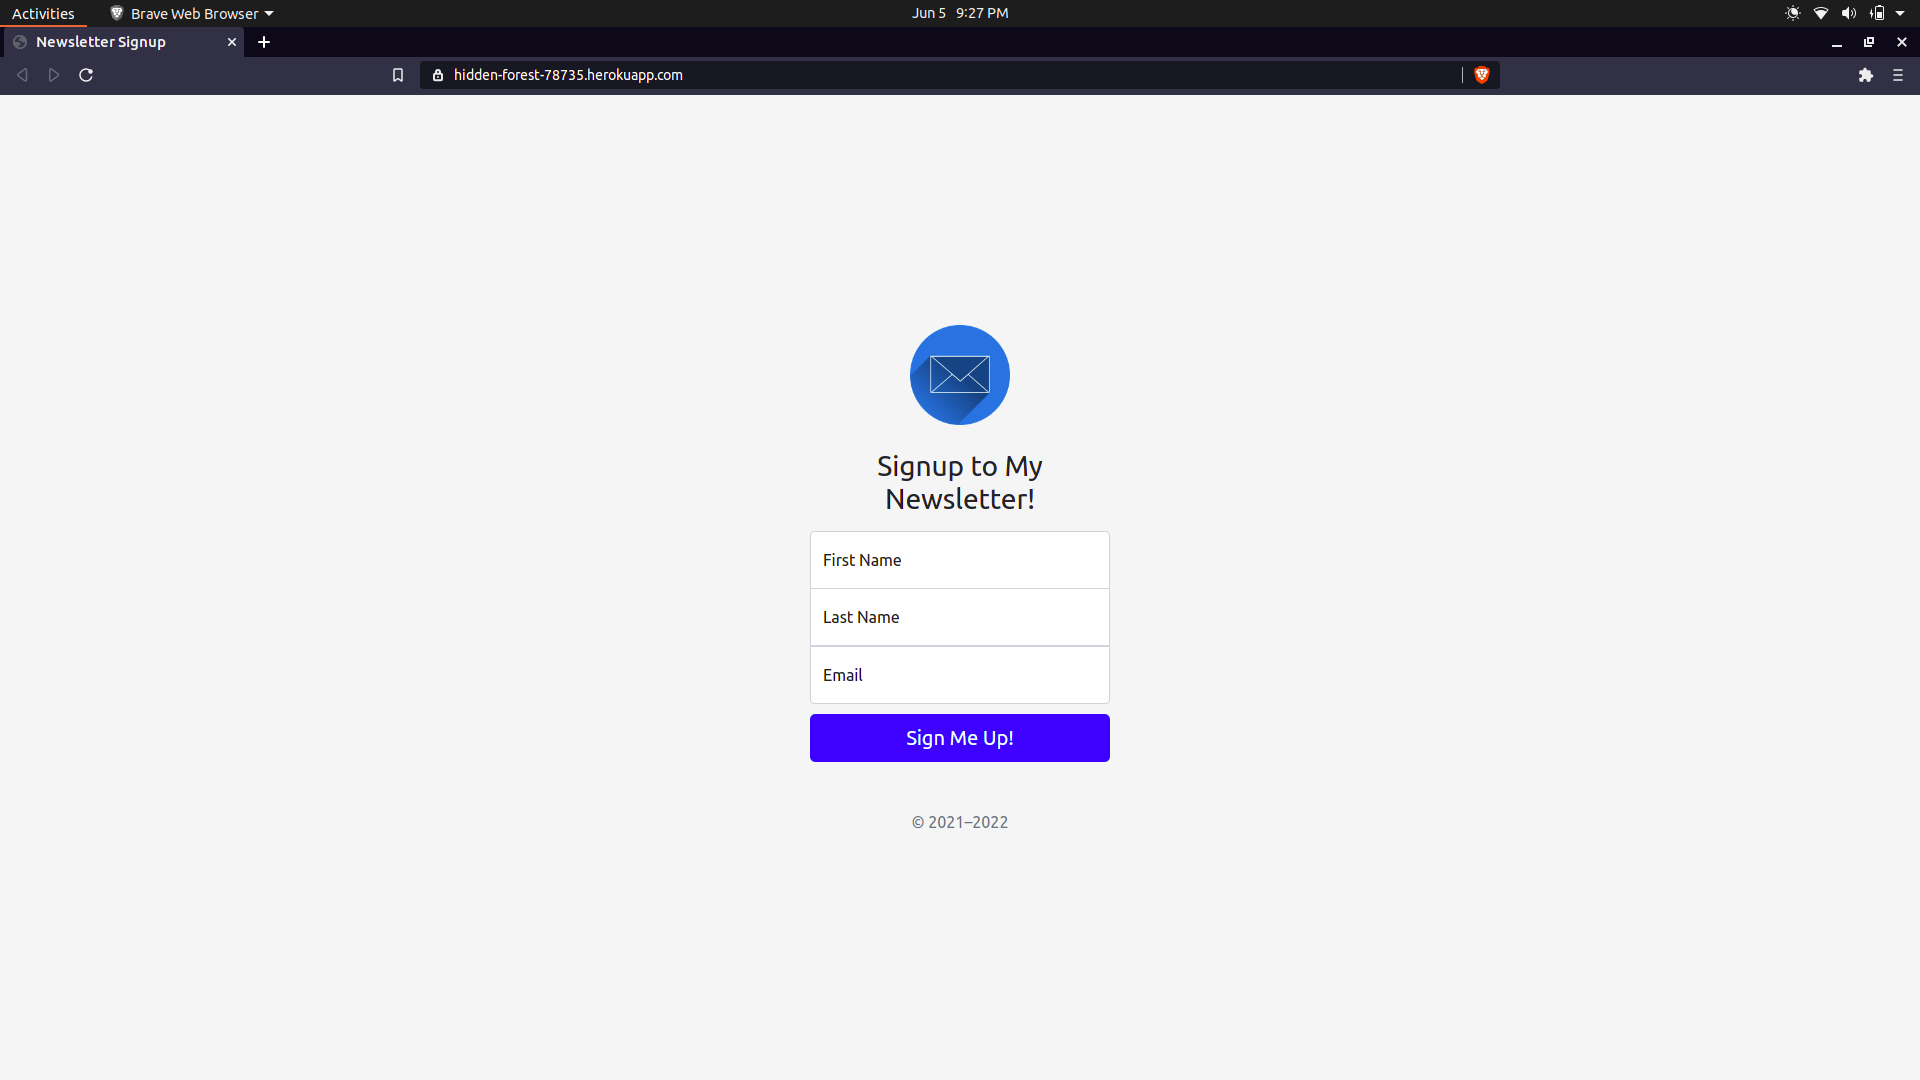 Activities
Brave Web Browser
Jun 5 9:27 PM
Newsletter Signup
hidden-forest-78735.herokuapp.com
Signup to My
Newsletter!
First Name
Last Name
Email
Sign Me Up!
© 2021–2022